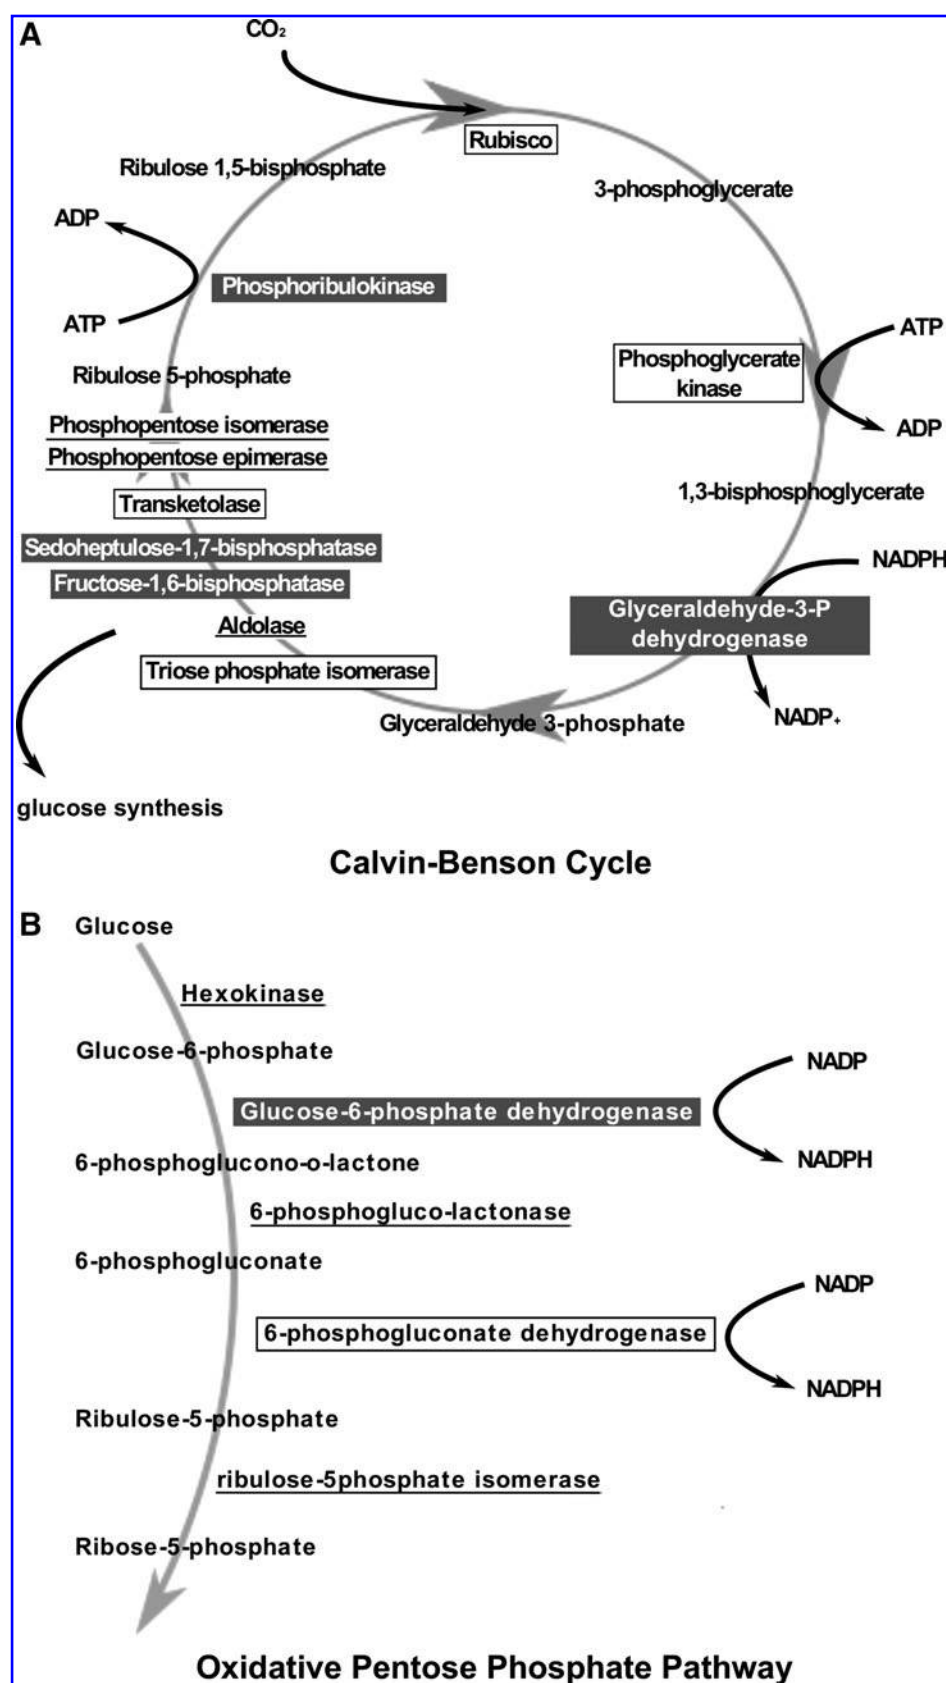 A
CO₂
Rubisco
Ribulose 1,5-bisphosphate
3-phosphoglycerate
ADP
Phosphoribulokinase
ATP
ATP
Phosphoglycerate
kinase
Ribulose 5-phosphate
ADP
Phosphopentose isomerase
Phosphopentose epimerase
1,3-bisphosphoglycerate
Transketolase
Sedoheptulose-1,7-bisphosphatase
NADPH
Fructose-1,6-bisphosphatase
Glyceraldehyde-3-P
dehydrogenase
Aldolase
Triose phosphate isomerase
Glyceraldehyde 3-phosphate
NADP+
glucose synthesis
Calvin-Benson Cycle
B
Glucose
Hexokinase
Glucose-6-phosphate
NADP
Glucose-6-phosphate dehydrogenase
6-phosphoglucono-o-lactone
NADPH
6-phosphogluco-lactonase
6-phosphogluconate
NADP
6-phosphogluconate dehydrogenase
NADPH
Ribulose-5-phosphate
ribulose-5phosphate isomerase
Ribose-5-phosphate
Oxidative Pentose Phosphate Pathway